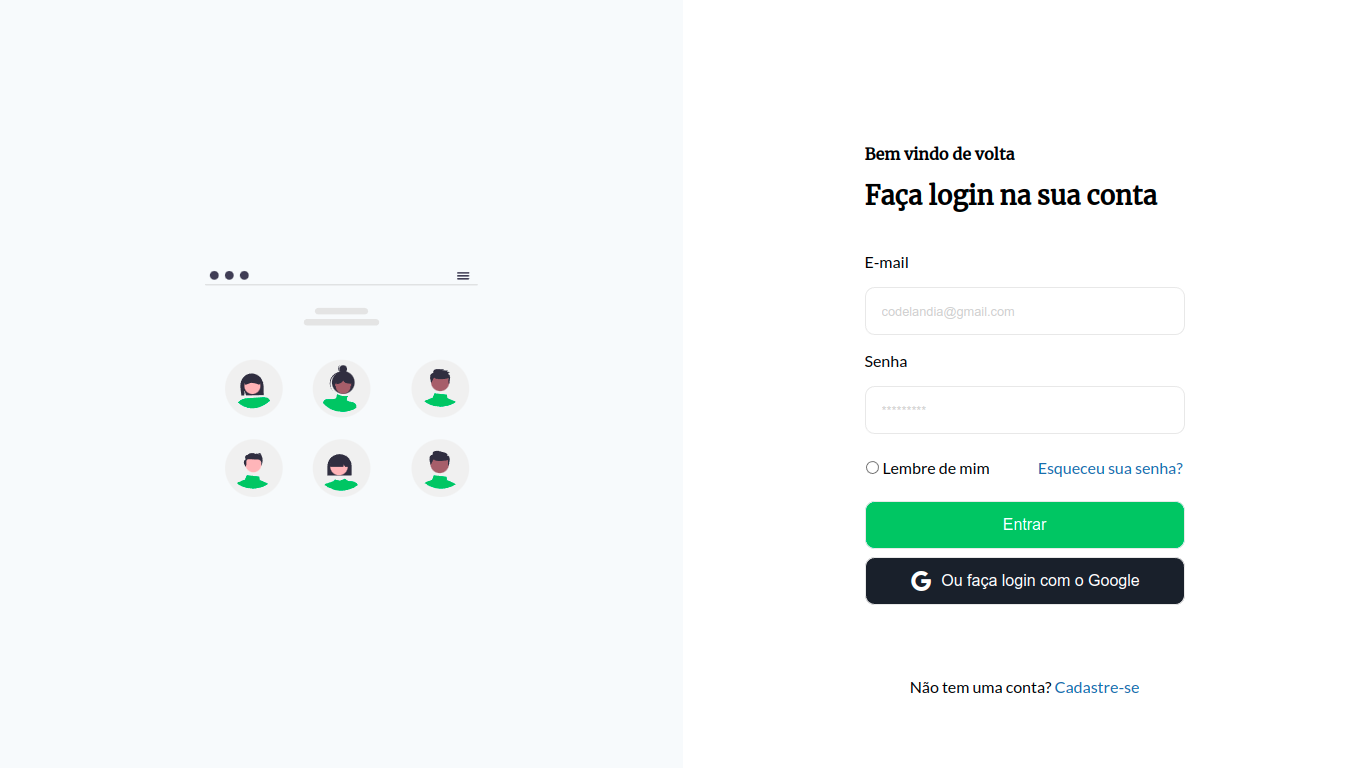 Bem vindo de volta
Faça login na sua conta
E-mail
codelandia@gmail.com
Senha
*********
Lembre de mim
Esqueceu sua senha?
Entrar
Ou faça login com o Google
Não tem uma conta? Cadastre-se